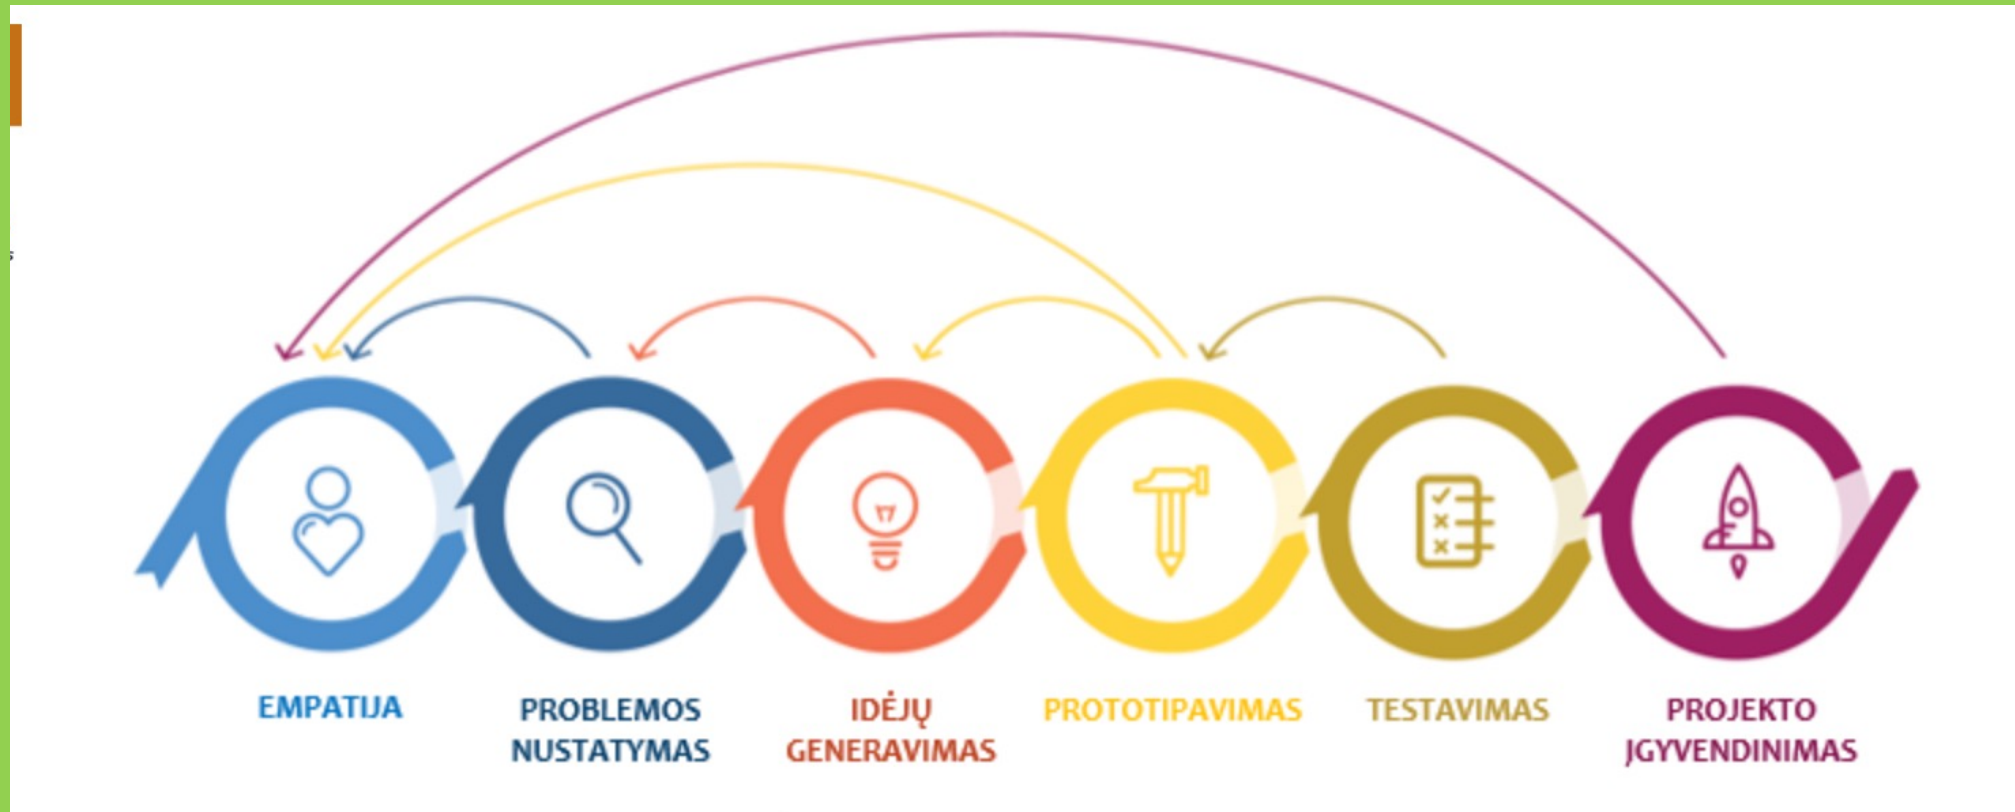 EMPATIJA
PROBLEMOS
NUSTATYMAS
IDĖJŲ
GENERAVIMAS
PROTOTIPAVIMAS
TESTAVIMAS
PROJEKTO
ĮGYVENDINIMAS